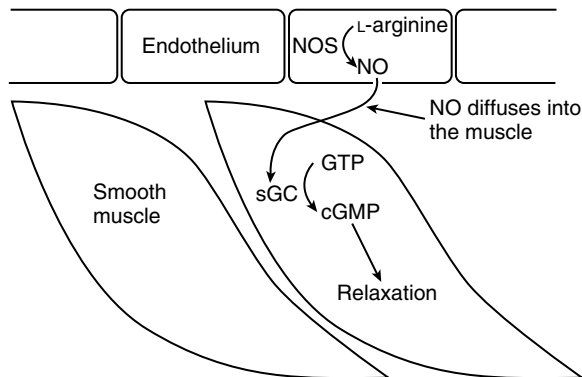 Endothelium
NOS
L-arginine
NO
NO diffuses into
the muscle
Smooth
muscle
sGC
GTP
cGMP
Relaxation